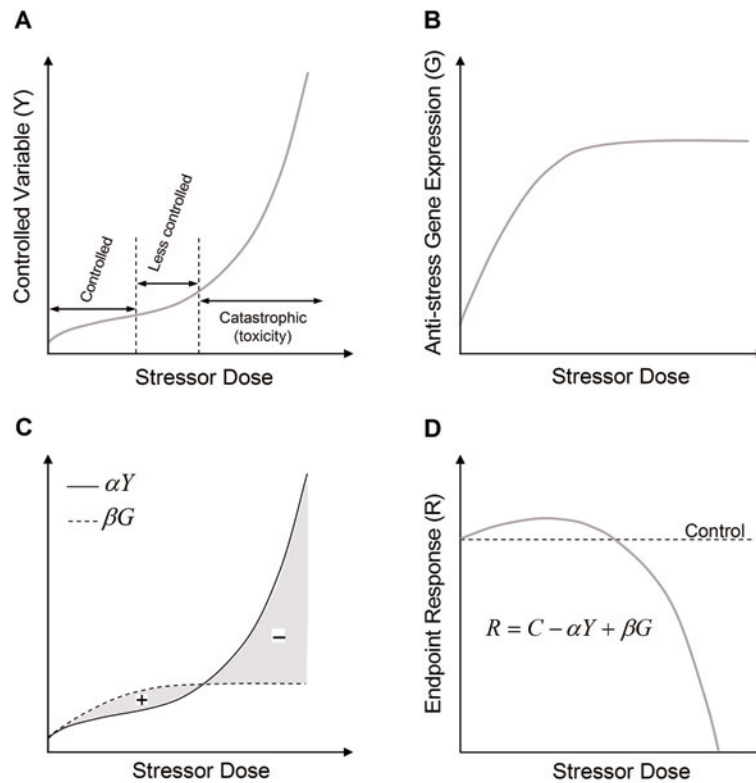 A
Controlled Variable (Y)
Controlled
Less controlled
Catastrophic
(toxicity)
Stressor Dose
B
Anti-stress Gene Expression (G)
Stressor Dose
C
αY
βG
+
−
Stressor Dose
D
Endpoint Response (R)
Control
R = C − αY + βG
Stressor Dose